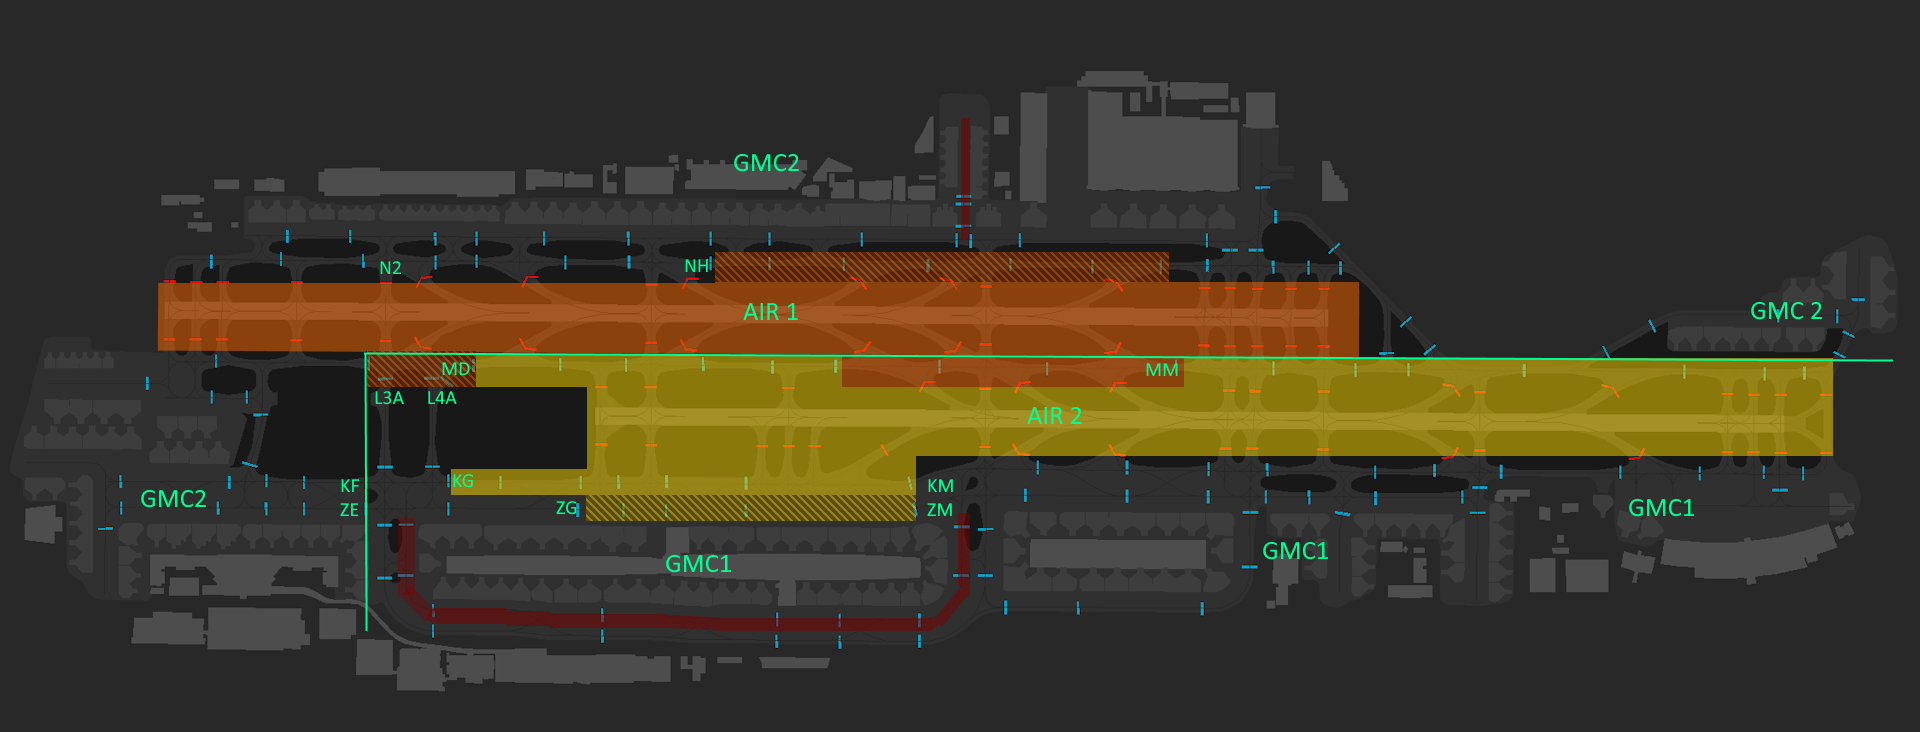 GMC2
N2
NH
AIR 1
GMC 2
MD
MM
L3A
L4A
AIR 2
KF
KG
KM
GMC2
ZE
ZG
ZM
GMC1
GMC1
GMC1